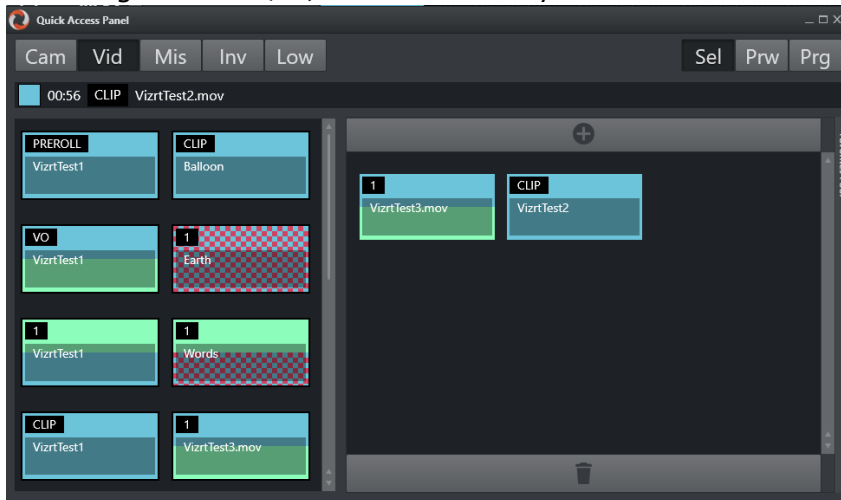 Quick Access Panel
Cam Vid Mis Inv Low Sel Prw Prg
00:56 CLIP VizrtTest2.mov
PREROLL
VizrtTest1
CLIP
Balloon
VO
VizrtTest1
1
Earth
1
VizrtTest1
1
Words
CLIP
VizrtTest1
1
VizrtTest3.mov
1
VizrtTest3.mov
CLIP
VizrtTest2